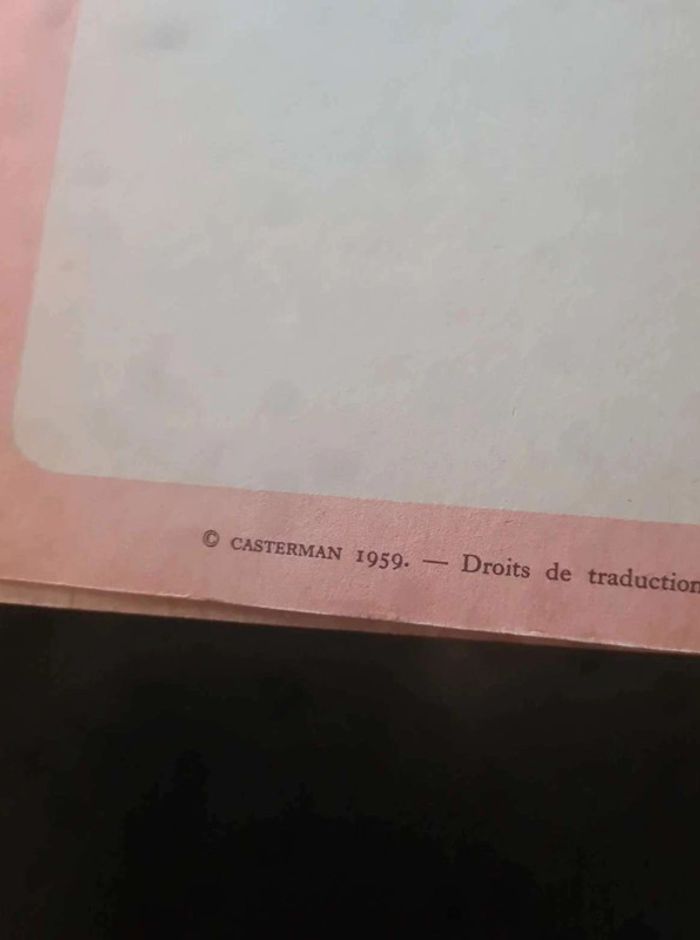 © CASTERMAN 1959. — Droits de traduction